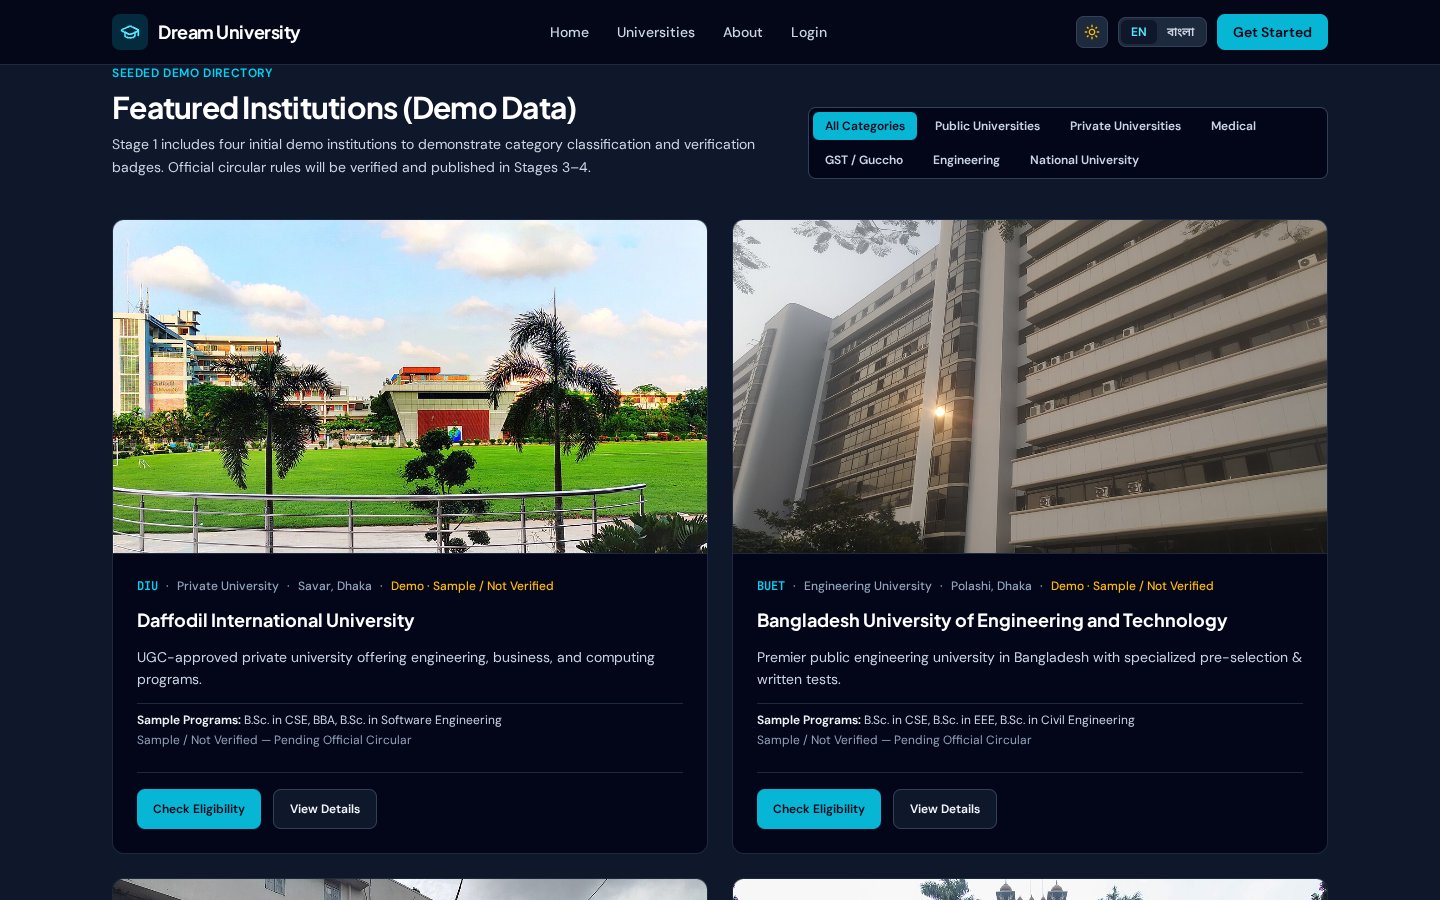 Dream University
Home
Universities
About
Login
EN
বাংলা
Get Started
SEEDED DEMO DIRECTORY
Featured Institutions (Demo Data)
Stage 1 includes four initial demo institutions to demonstrate category classification and verification
badges. Official circular rules will be verified and published in Stages 3–4.
All Categories
Public Universities
Private Universities
Medical
GST / Guccho
Engineering
National University
DIU · Private University · Savar, Dhaka · Demo · Sample / Not Verified
Daffodil International University
UGC-approved private university offering engineering, business, and computing
programs.
Sample Programs: B.Sc. in CSE, BBA, B.Sc. in Software Engineering
Sample / Not Verified — Pending Official Circular
Check Eligibility
View Details
BUET · Engineering University · Polashi, Dhaka · Demo · Sample / Not Verified
Bangladesh University of Engineering and Technology
Premier public engineering university in Bangladesh with specialized pre-selection &
written tests.
Sample Programs: B.Sc. in CSE, B.Sc. in EEE, B.Sc. in Civil Engineering
Sample / Not Verified — Pending Official Circular
Check Eligibility
View Details